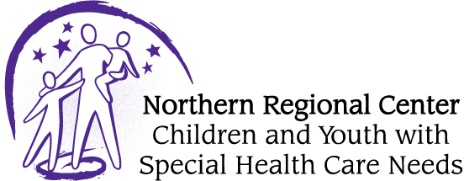 Northern Regional Center
Children and Youth with
Special Health Care Needs